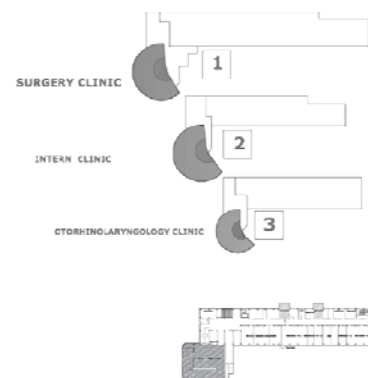 1
SURGERY CLINIC
2
INTERN CLINIC
3
OTORHINOLARYNGOLOGY CLINIC